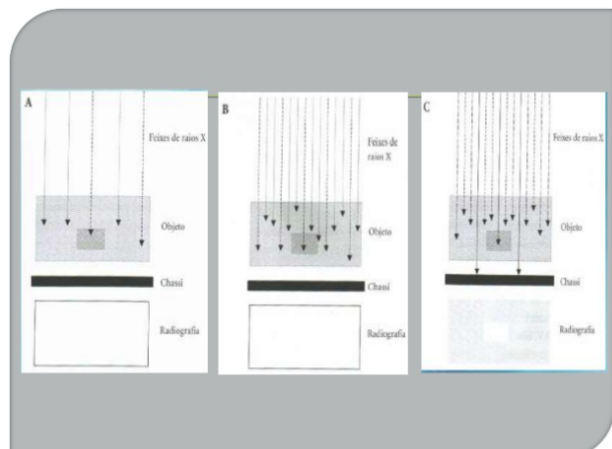 A
Feixes de raios X
Objeto
Chassi
Radiografia
B
Feixes
de raios X
Objeto
Chassi
Radiografia
C
Feixes de raios X
Objeto
Chassi
Radiografia